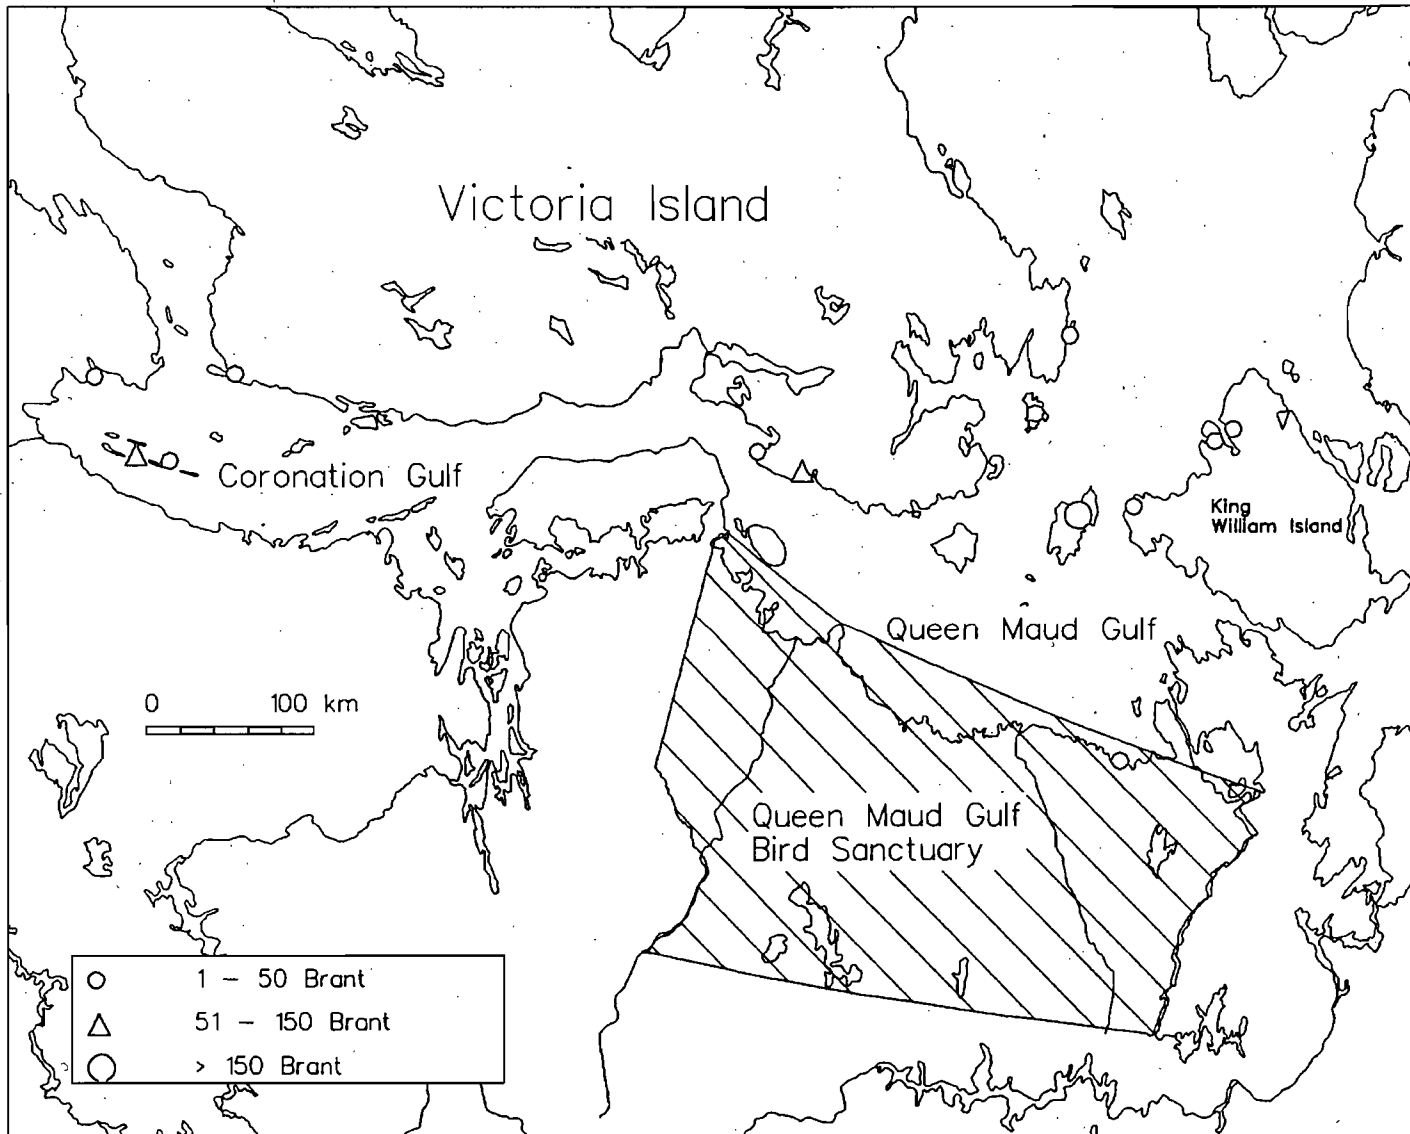 Victoria Island
Coronation Gulf
King
William Island
Queen Maud Gulf
0 100 km
Queen Maud Gulf
Bird Sanctuary
1 – 50 Brant
51 – 150 Brant
> 150 Brant